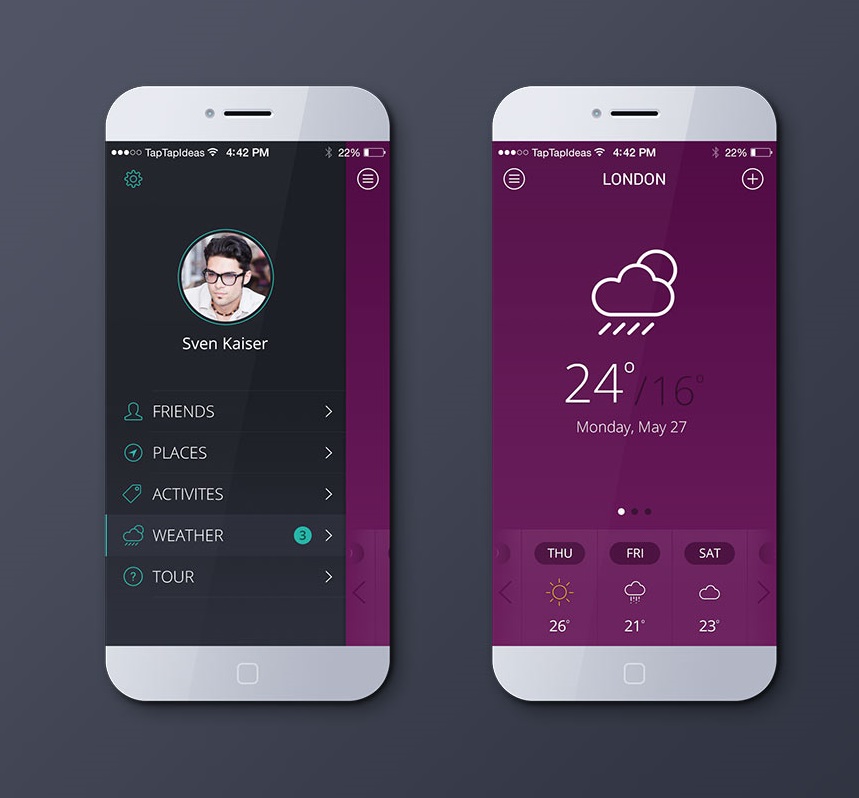 TapTapIdeas 4:42 PM 22%
Sven Kaiser
FRIENDS
PLACES
ACTIVITES
WEATHER 3
? TOUR
TapTapIdeas 4:42 PM 22%
LONDON
24°/16°
Monday, May 27
THU FRI SAT
26° 21° 23°